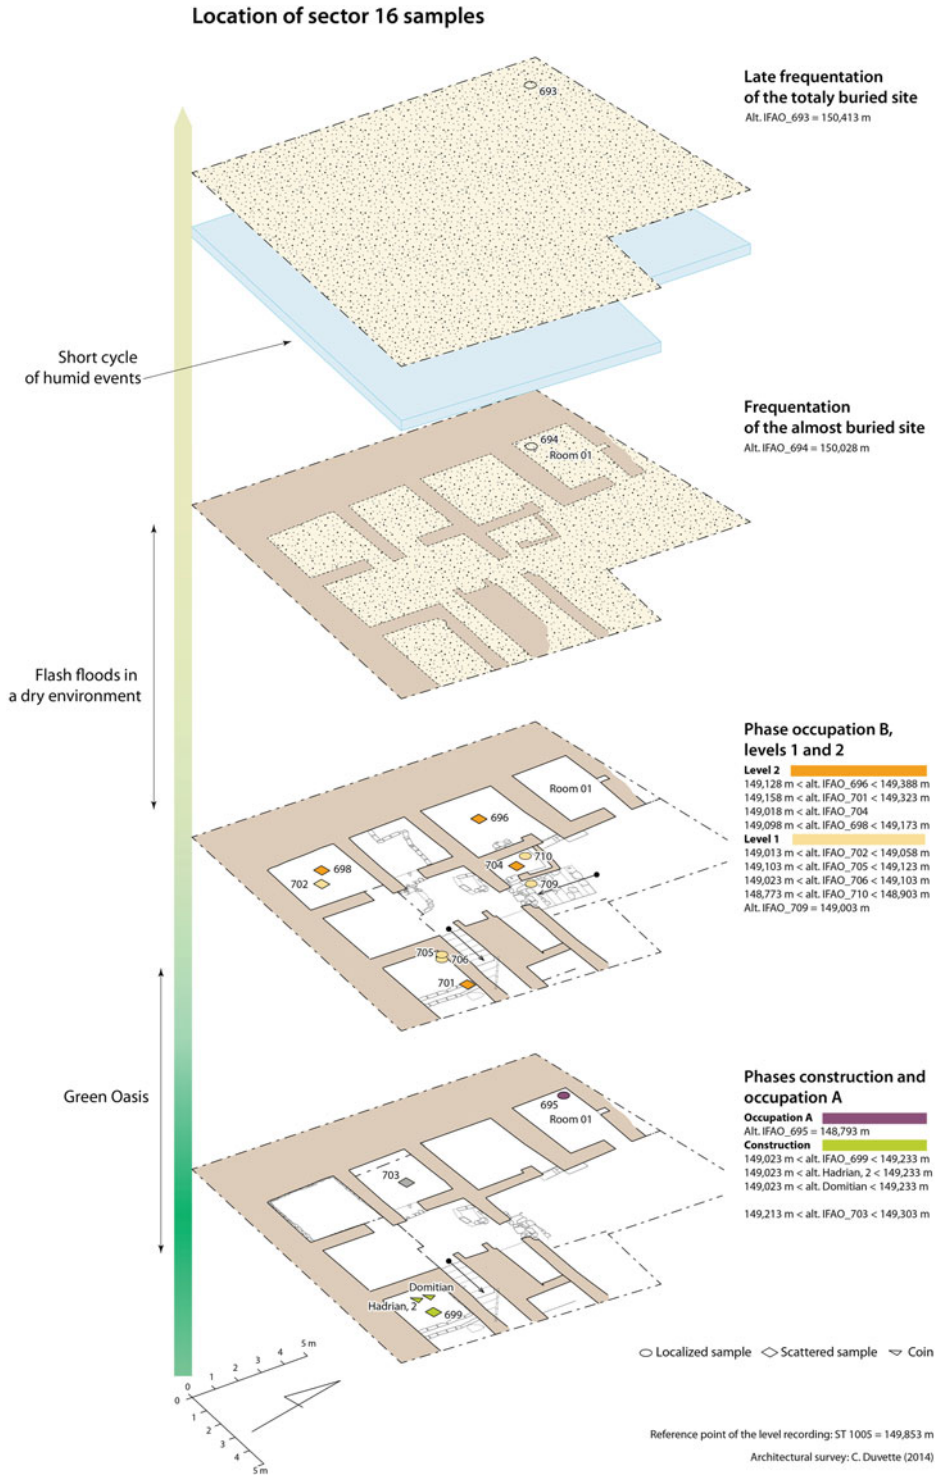 Location of sector 16 samples
Late frequentation
of the totaly buried site
Alt. IFAO_693 = 150,413 m
693
Short cycle
of humid events
Frequentation
of the almost buried site
Alt. IFAO_694 = 150,028 m
694
Room 01
Flash floods in
a dry environment
Phase occupation B,
levels 1 and 2
Level 2
149,128 m < alt. IFAO_696 < 149,388 m
149,158 m < alt. IFAO_701 < 149,323 m
149,018 m < alt. IFAO_704
149,098 m < alt. IFAO_698 < 149,173 m
Level 1
149,013 m < alt. IFAO_702 < 149,058 m
149,103 m < alt. IFAO_705 < 149,123 m
149,023 m < alt. IFAO_706 < 149,103 m
148,773 m < alt. IFAO_710 < 148,903 m
Alt. IFAO_709 = 149,003 m
Room 01
696
710
704
698
702
709
705
706
701
Green Oasis
Phases construction and
occupation A
Occupation A
Alt. IFAO_695 = 148,793 m
Construction
149,023 m < alt. IFAO_699 < 149,233 m
149,023 m < alt. Hadrian, 2 < 149,233 m
149,023 m < alt. Domitian < 149,233 m
149,213 m < alt. IFAO_703 < 149,303 m
695
Room 01
703
Domitian
Hadrian, 2
699
Localized sample
Scattered sample
Coin
0 1 2 3 4 5 m
0 1 2 3 4 5 m
Reference point of the level recording: ST 1005 = 149,853 m
Architectural survey: C. Duvette (2014)